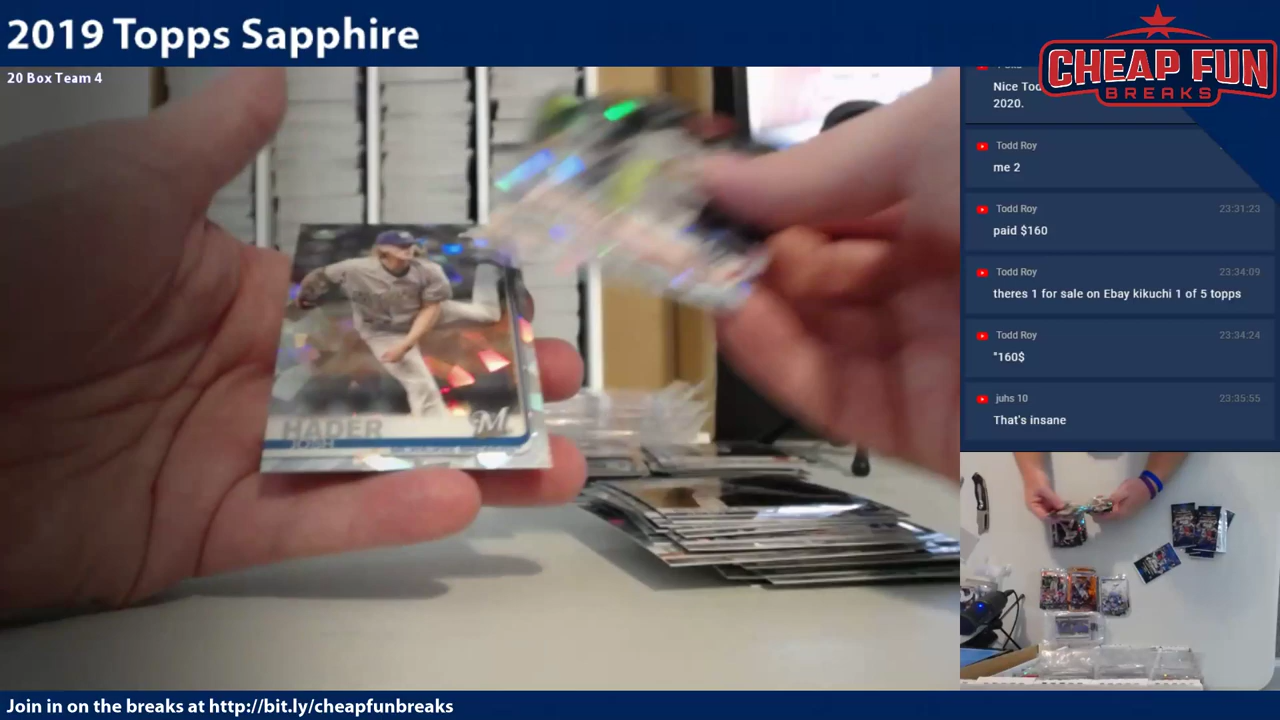 2019 Topps Sapphire
20 Box Team 4
CHEAP FUN
BREAKS
Nice
2020.
Todd Roy
me 2
Todd Roy 23:31:23
paid $160
Todd Roy 23:34:09
theres 1 for sale on Ebay kikuchi 1 of 5 topps
Todd Roy 23:34:24
"160$
juhs 10 23:35:55
That's insane
HADER
JOSH
M
Join in on the breaks at http://bit.ly/cheapfunbreaks